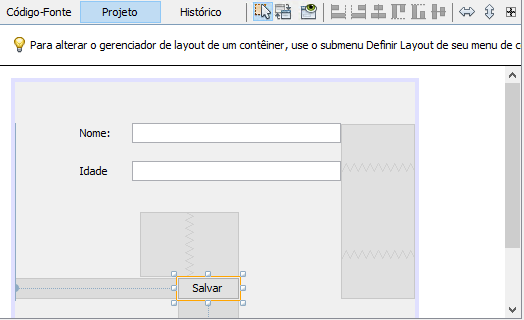 Código-Fonte Projeto Histórico
Para alterar o gerenciador de layout de um contêiner, use o submenu Definir Layout de seu menu de c
Nome:
Idade
Salvar